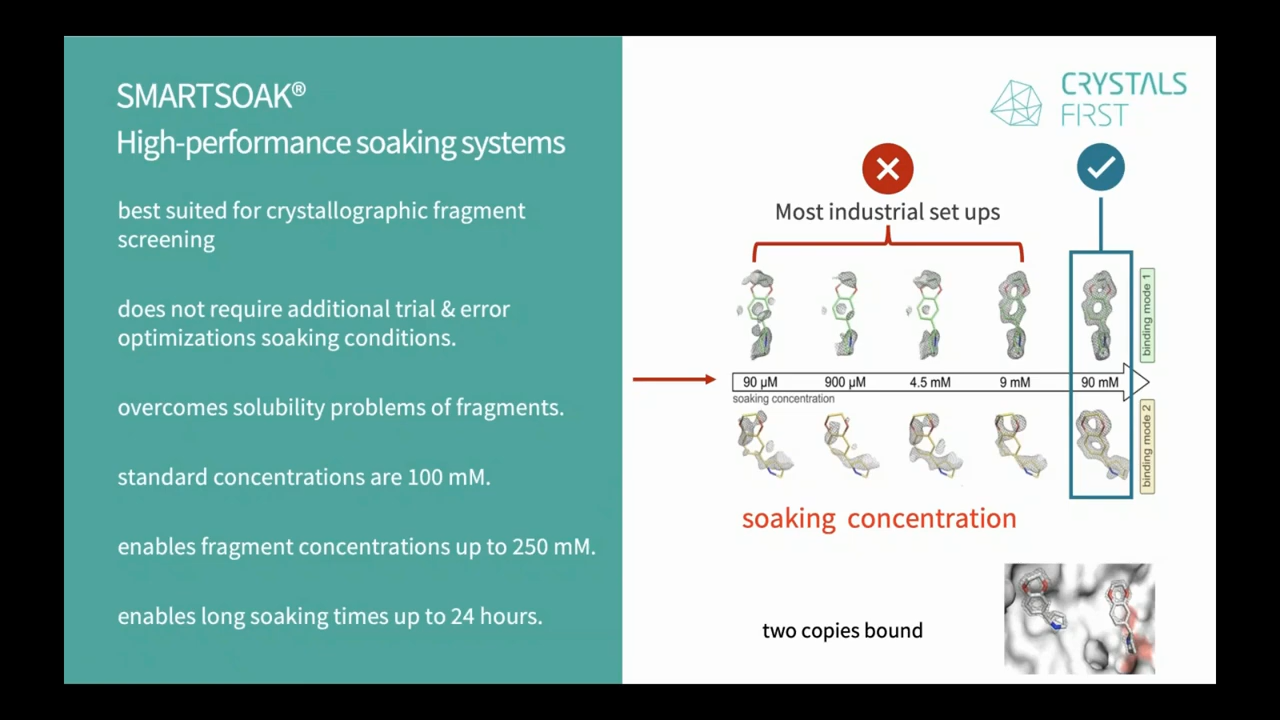 SMARTSOAK®
High-performance soaking systems
best suited for crystallographic fragment
screening
does not require additional trial & error
optimizations soaking conditions.
overcomes solubility problems of fragments.
standard concentrations are 100 mM.
enables fragment concentrations up to 250 mM.
enables long soaking times up to 24 hours.
CRYSTALS
FIRST
Most industrial set ups
binding mode 1
90 µM 900 µM 4.5 mM 9 mM 90 mM
soaking concentration
binding mode 2
soaking concentration
two copies bound